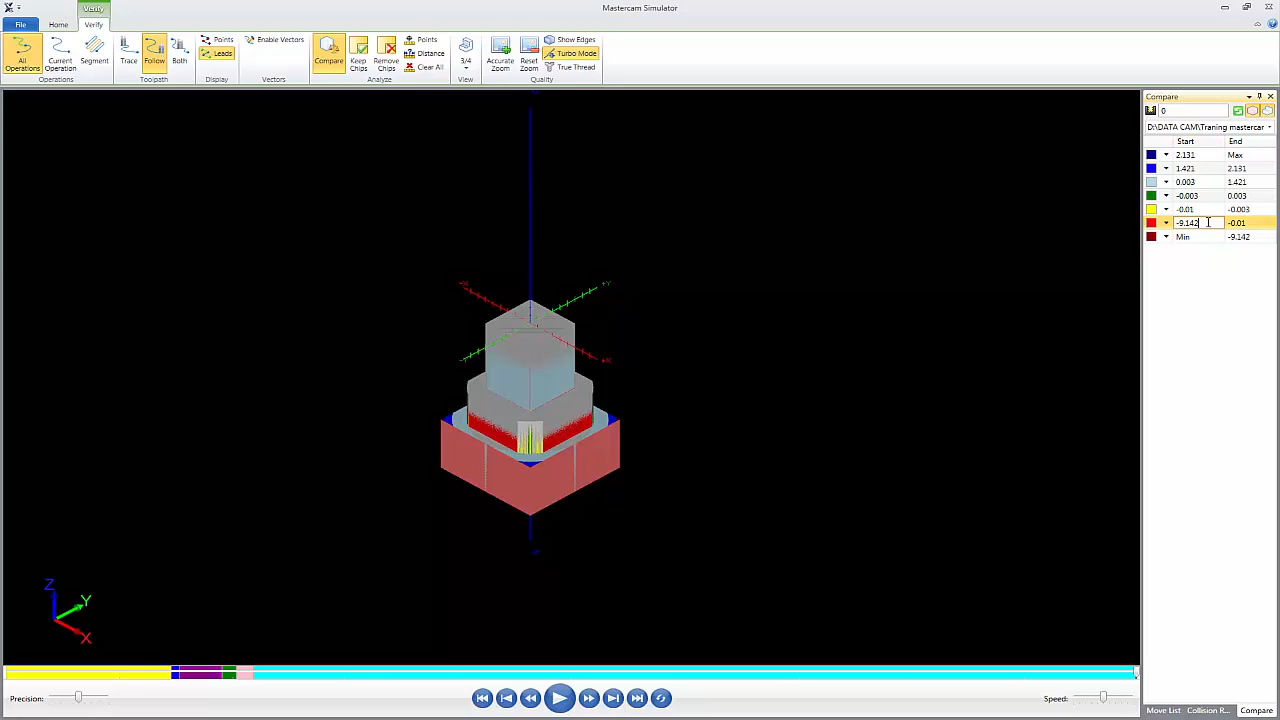 Verify
Mastercam Simulator
File
Home
Verify
All Operations
Current Operation
Segment
Operations
Trace
Follow
Both
Toolpath
Points
Leads
Display
Enable Vectors
Vectors
Compare
Keep Chips
Remove Chips
Points
Distance
Clear All
Analyze
3/4
View
Accurate Zoom
Reset Zoom
Show Edges
Turbo Mode
True Thread
Quality
Compare
0
D:\DATA CAM\Traning mastercar
Start End
2.131 Max
1.421 2.131
0.003 1.421
-0.003 0.003
-0.01 -0.003
-9.142 -0.01
Min -9.142
-X
+Y
+X
Z
Y
X
Precision:
Speed:
Move List
Collision R...
Compare